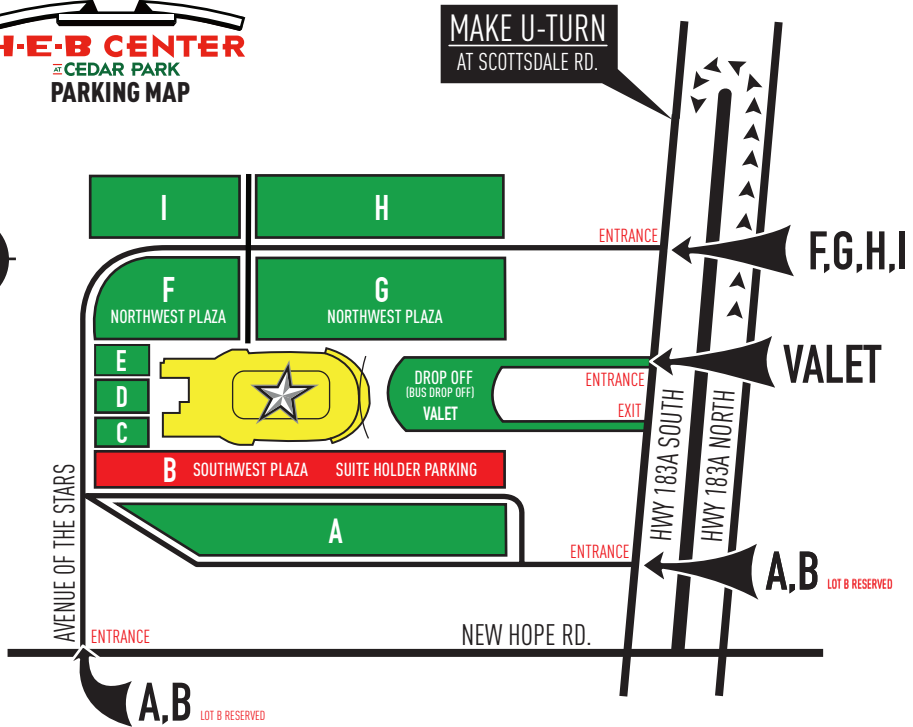 H-E-B CENTER
AT CEDAR PARK
PARKING MAP
MAKE U-TURN
AT SCOTTSDALE RD.
I
H
ENTRANCE
F,G,H,I
F
NORTHWEST PLAZA
G
NORTHWEST PLAZA
E
D
C
DROP OFF
(BUS DROP OFF)
VALET
ENTRANCE
EXIT
VALET
HWY 183A SOUTH
HWY 183A NORTH
B SOUTHWEST PLAZA SUITE HOLDER PARKING
A
ENTRANCE
A,B LOT B RESERVED
AVENUE OF THE STARS
ENTRANCE
NEW HOPE RD.
A,B LOT B RESERVED